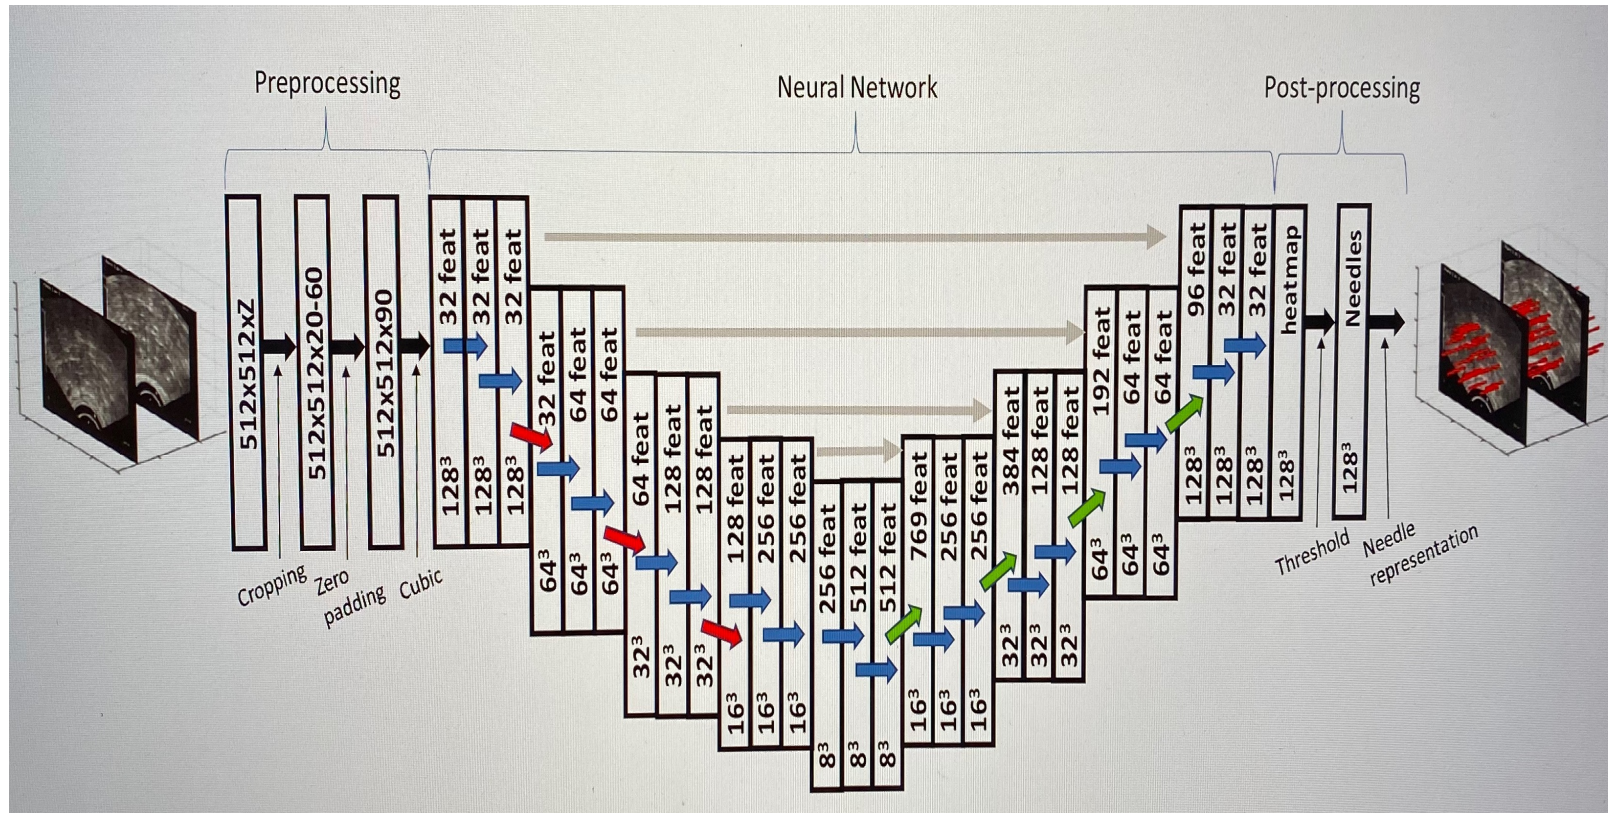 Preprocessing
Neural Network
Post-processing
512x512xZ
512x512x20-60
512x512x90
Cropping
Zero
padding
Cubic
128³ 32 feat
128³ 32 feat
128³ 32 feat
64³ 32 feat
64³ 64 feat
64³ 64 feat
32³ 64 feat
32³ 128 feat
32³ 128 feat
16³ 128 feat
16³ 256 feat
16³ 256 feat
8³ 256 feat
8³ 512 feat
8³ 512 feat
16³ 769 feat
16³ 256 feat
16³ 256 feat
32³ 384 feat
32³ 128 feat
32³ 128 feat
64³ 192 feat
64³ 64 feat
64³ 64 feat
128³ 96 feat
128³ 32 feat
128³ 32 feat
128³ heatmap
128³ Needles
Threshold
Needle
representation